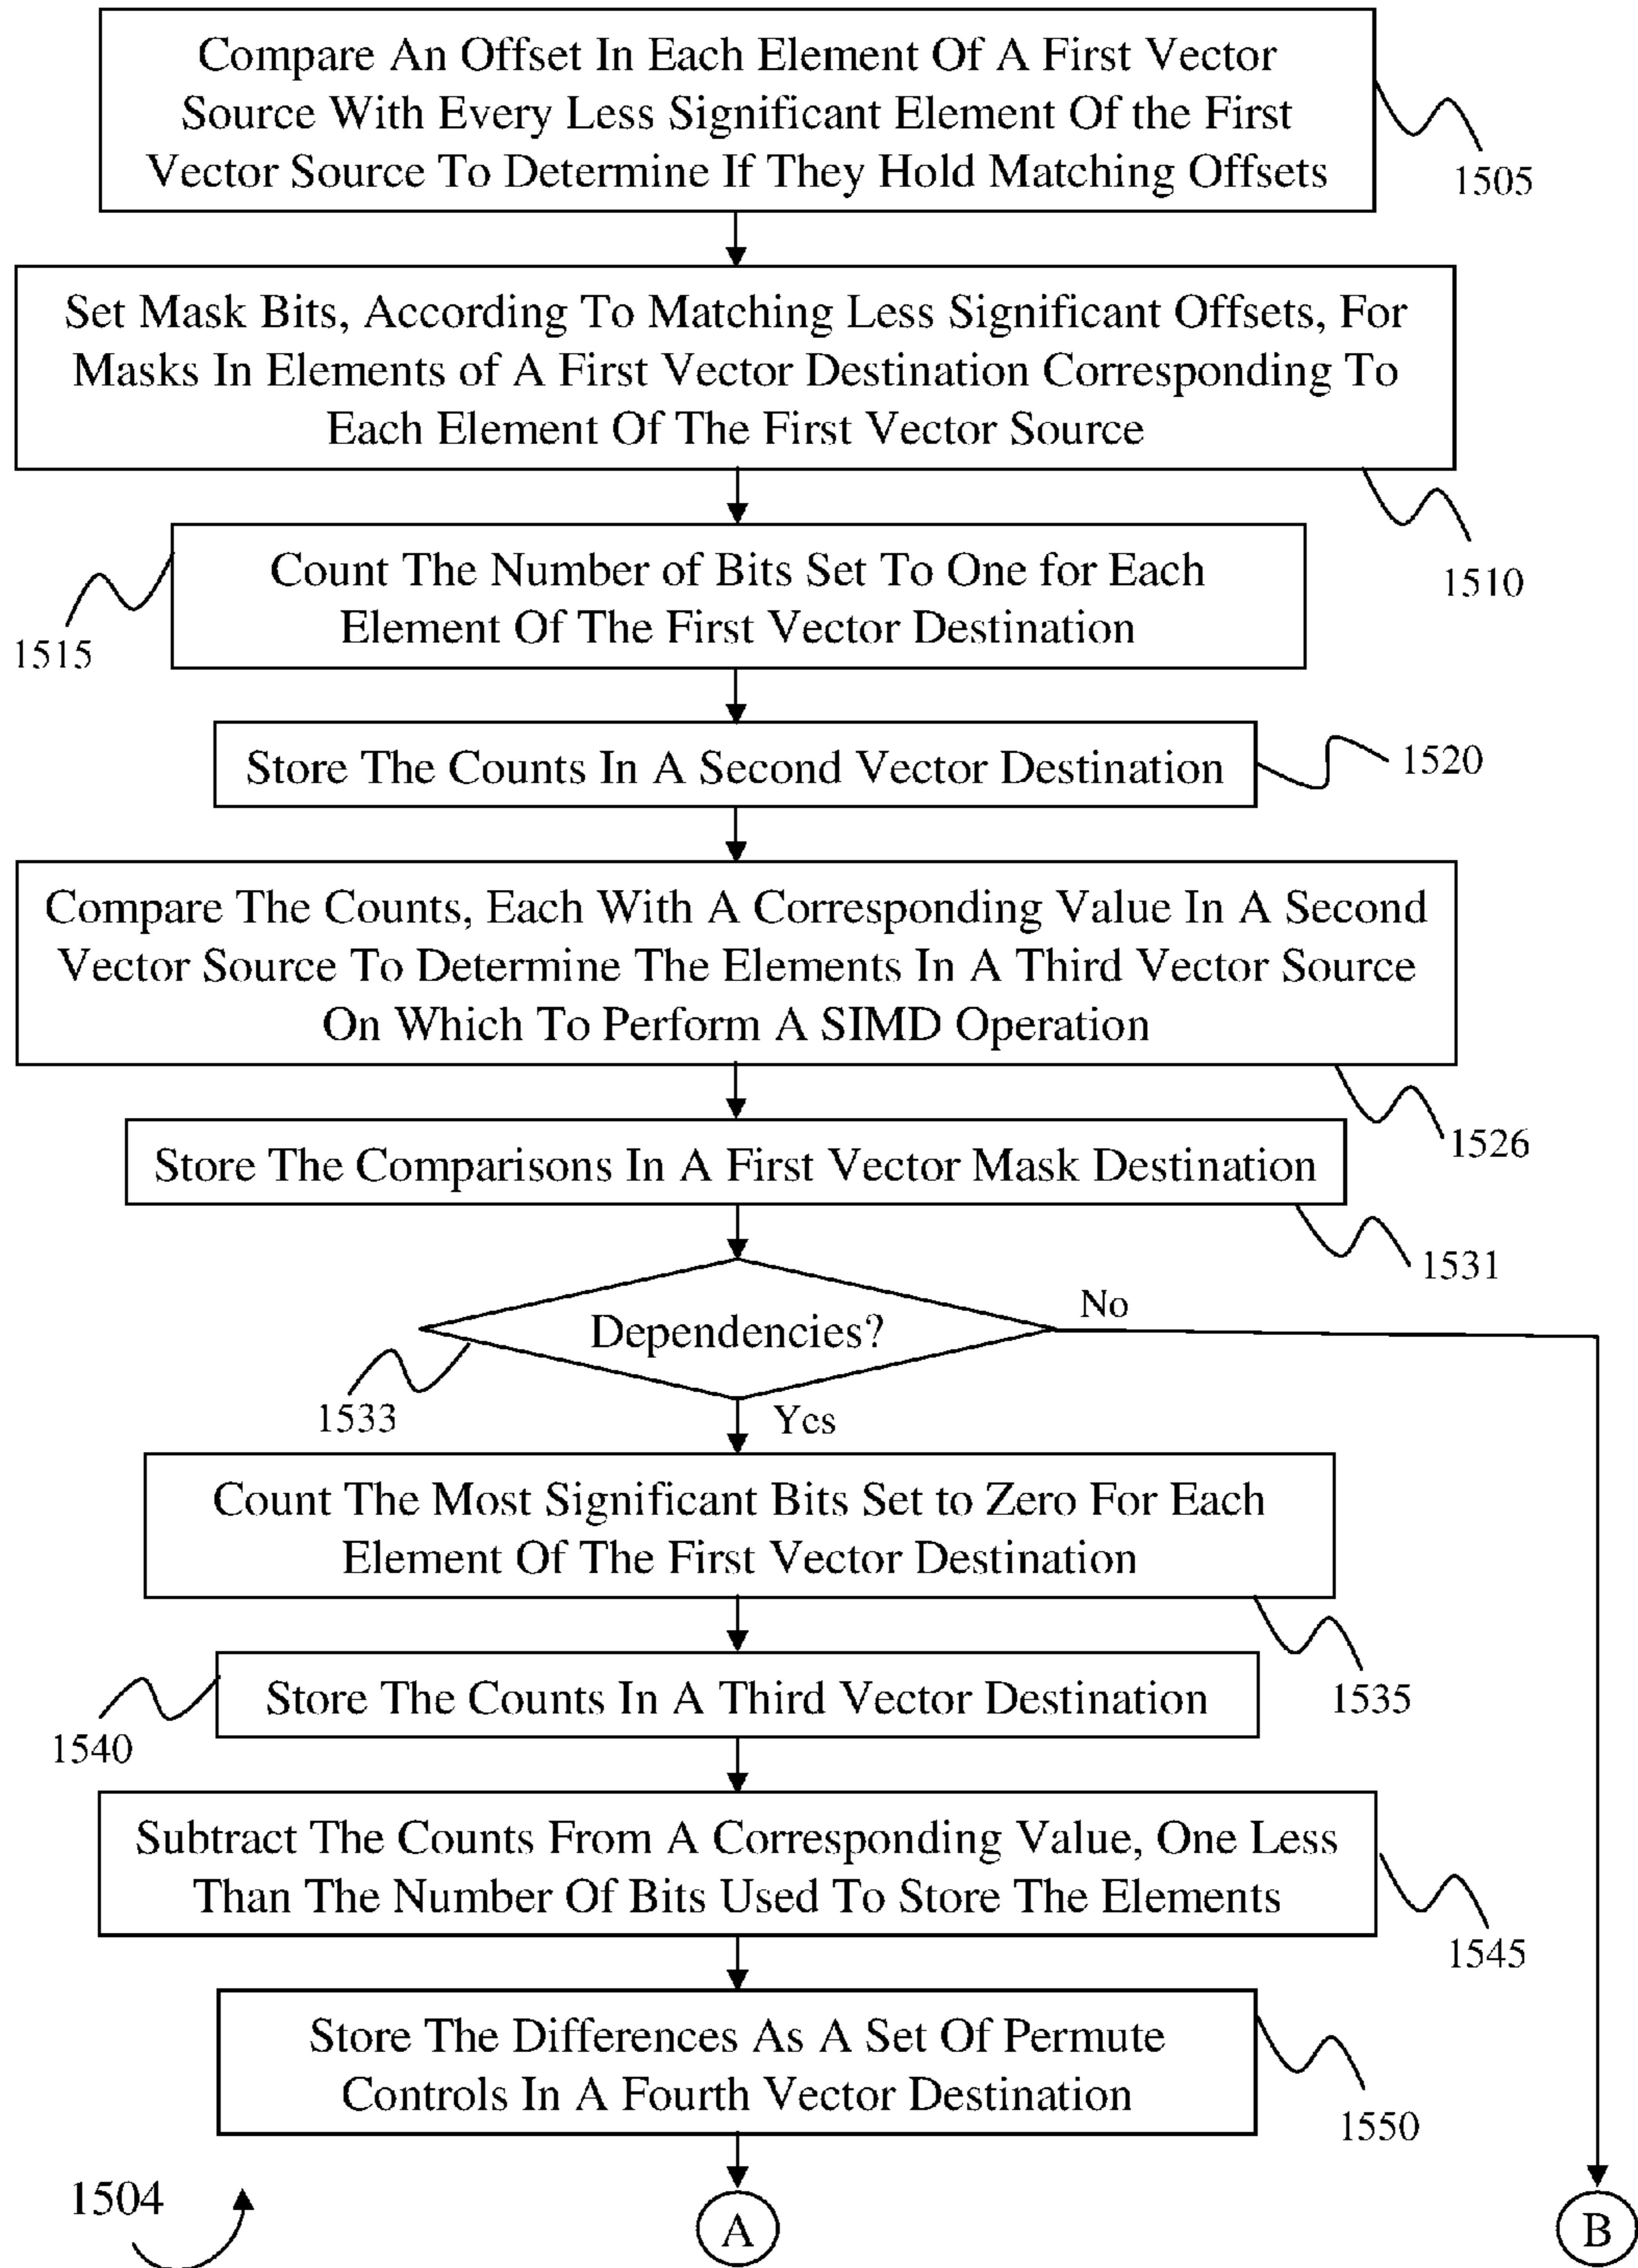 Compare An Offset In Each Element Of A First Vector
Source With Every Less Significant Element Of the First
Vector Source To Determine If They Hold Matching Offsets
1505
Set Mask Bits, According To Matching Less Significant Offsets, For
Masks In Elements of A First Vector Destination Corresponding To
Each Element Of The First Vector Source
1510
Count The Number of Bits Set To One for Each
Element Of The First Vector Destination
1515
Store The Counts In A Second Vector Destination
1520
Compare The Counts, Each With A Corresponding Value In A Second
Vector Source To Determine The Elements In A Third Vector Source
On Which To Perform A SIMD Operation
1526
Store The Comparisons In A First Vector Mask Destination
1531
Dependencies?
No
1533
Yes
Count The Most Significant Bits Set to Zero For Each
Element Of The First Vector Destination
1535
Store The Counts In A Third Vector Destination
1540
Subtract The Counts From A Corresponding Value, One Less
Than The Number Of Bits Used To Store The Elements
1545
Store The Differences As A Set Of Permute
Controls In A Fourth Vector Destination
1550
1504
A
B